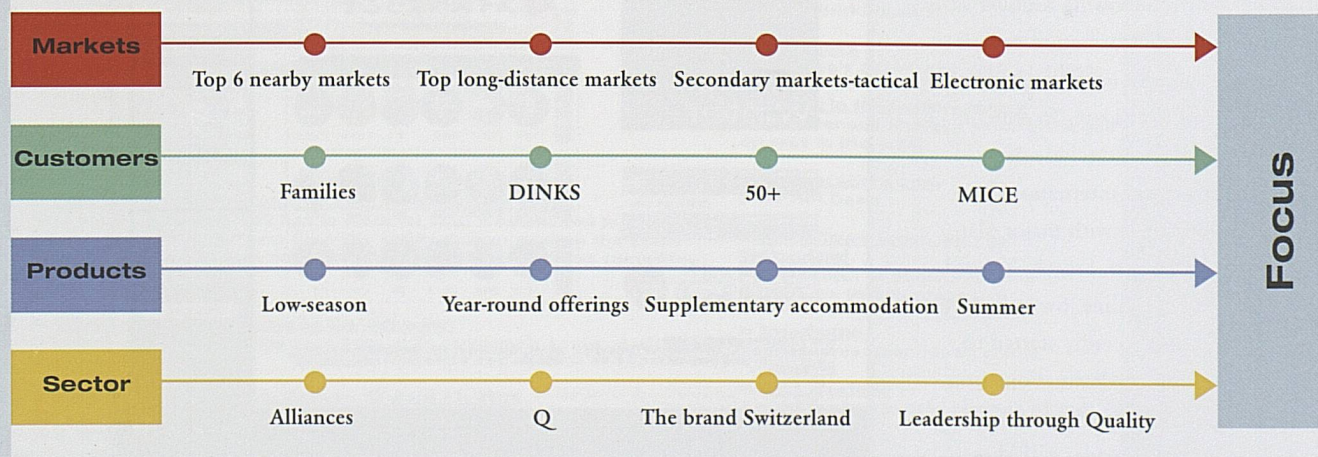 Markets
Top 6 nearby markets
Top long-distance markets
Secondary markets-tactical
Electronic markets
Customers
Families
DINKS
50+
MICE
Products
Low-season
Year-round offerings
Supplementary accommodation
Summer
Sector
Alliances
Q
The brand Switzerland
Leadership through Quality
Focus